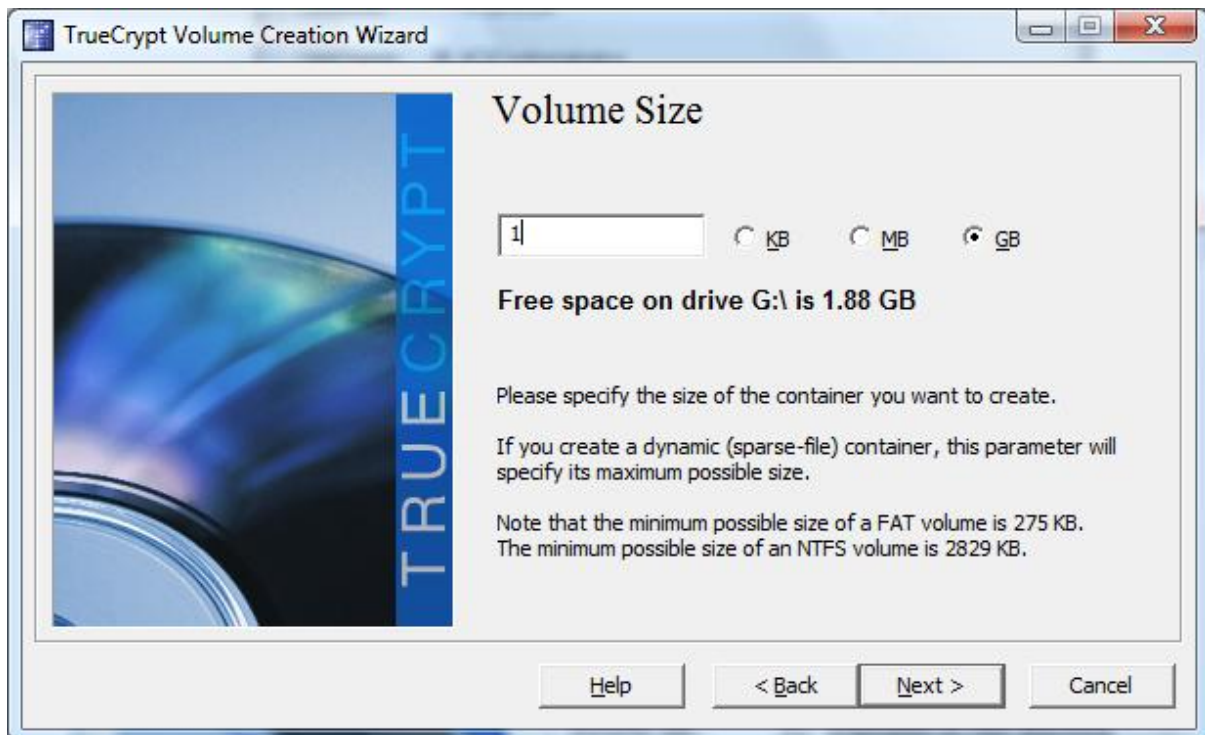 TrueCrypt Volume Creation Wizard
TRUECRYPT
Volume Size
1
KB
MB
GB
Free space on drive G:\ is 1.88 GB
Please specify the size of the container you want to create.
If you create a dynamic (sparse-file) container, this parameter will
specify its maximum possible size.
Note that the minimum possible size of a FAT volume is 275 KB.
The minimum possible size of an NTFS volume is 2829 KB.
Help
< Back
Next >
Cancel